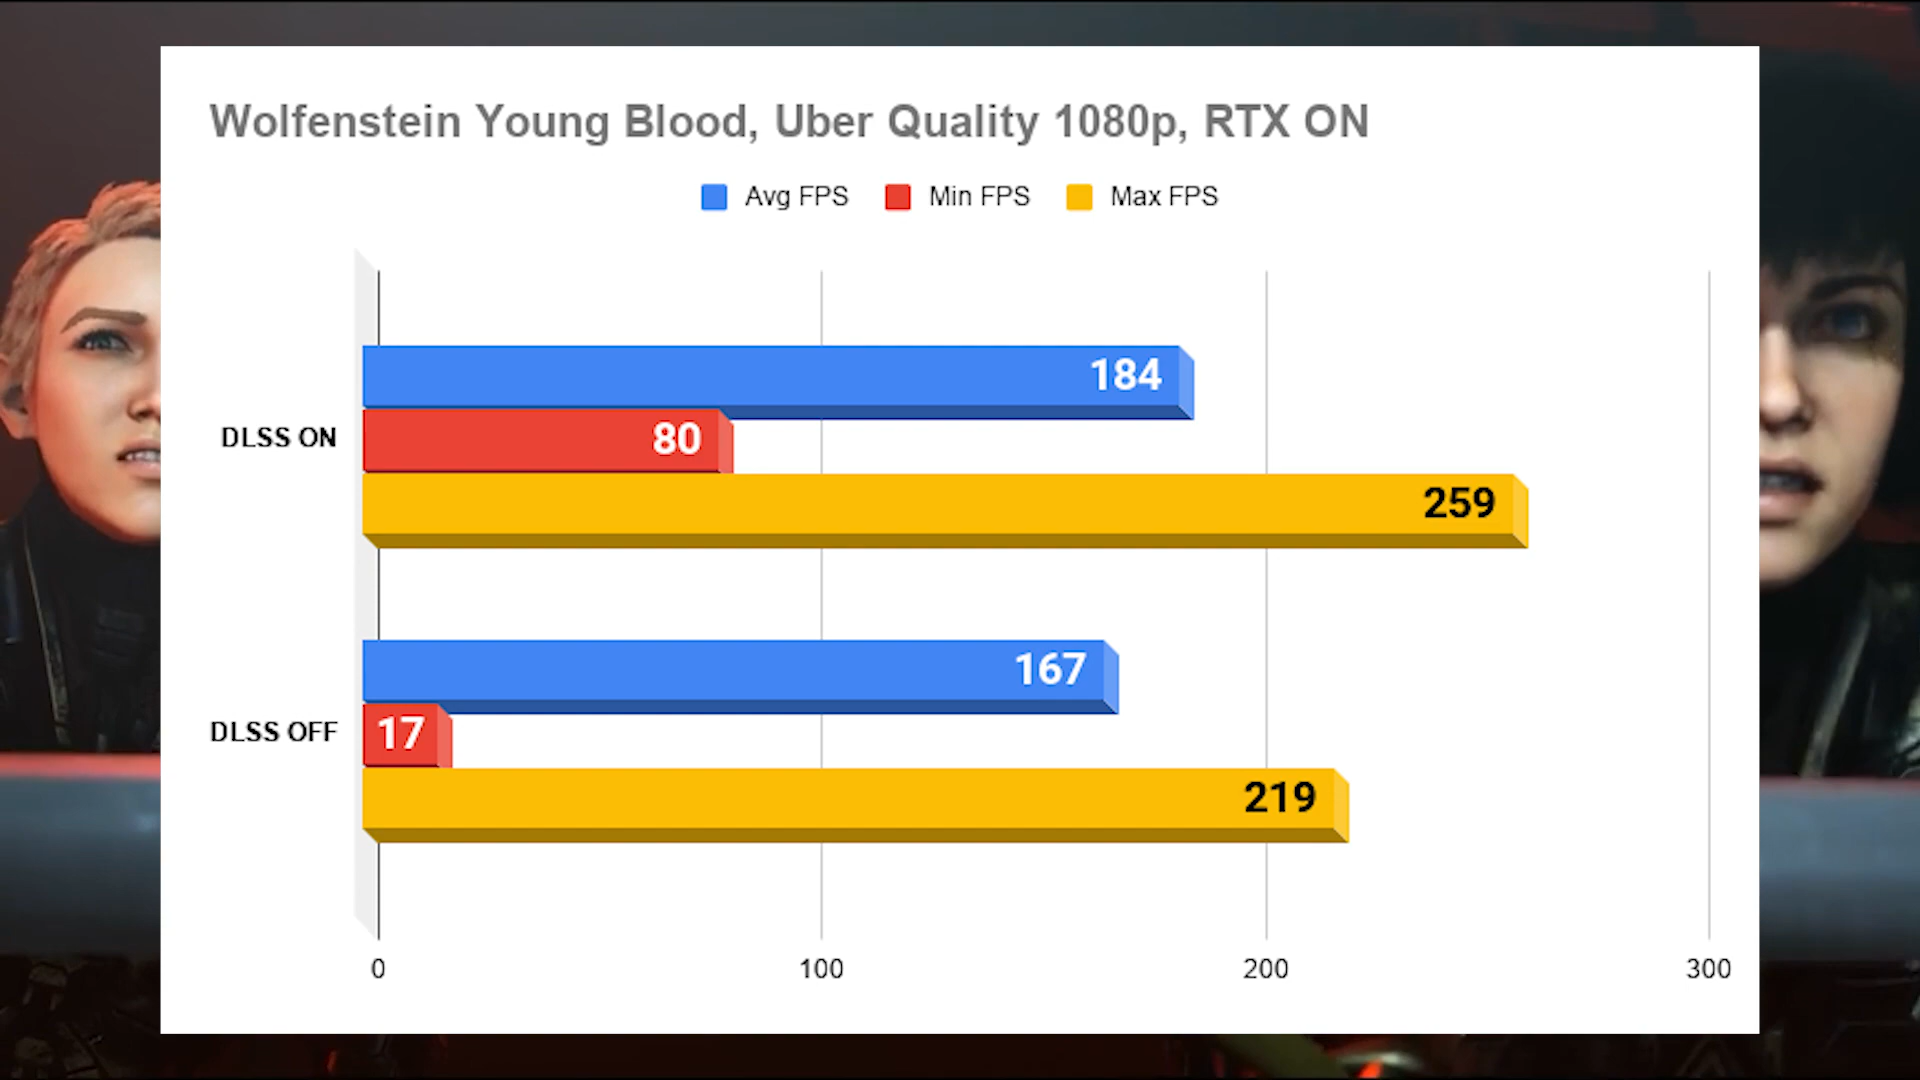 Wolfenstein Young Blood, Uber Quality 1080p, RTX ON
Avg FPS Min FPS Max FPS
184
DLSS ON 80
259
167
DLSS OFF 17
219
0 100 200 300